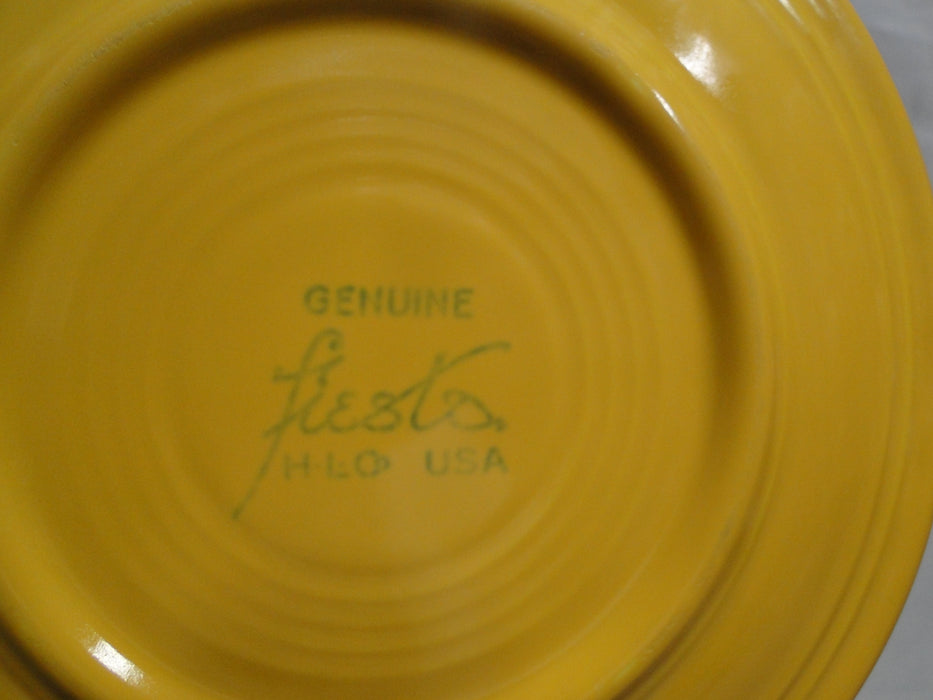 GENUINE
fiesta
H·L·Co USA